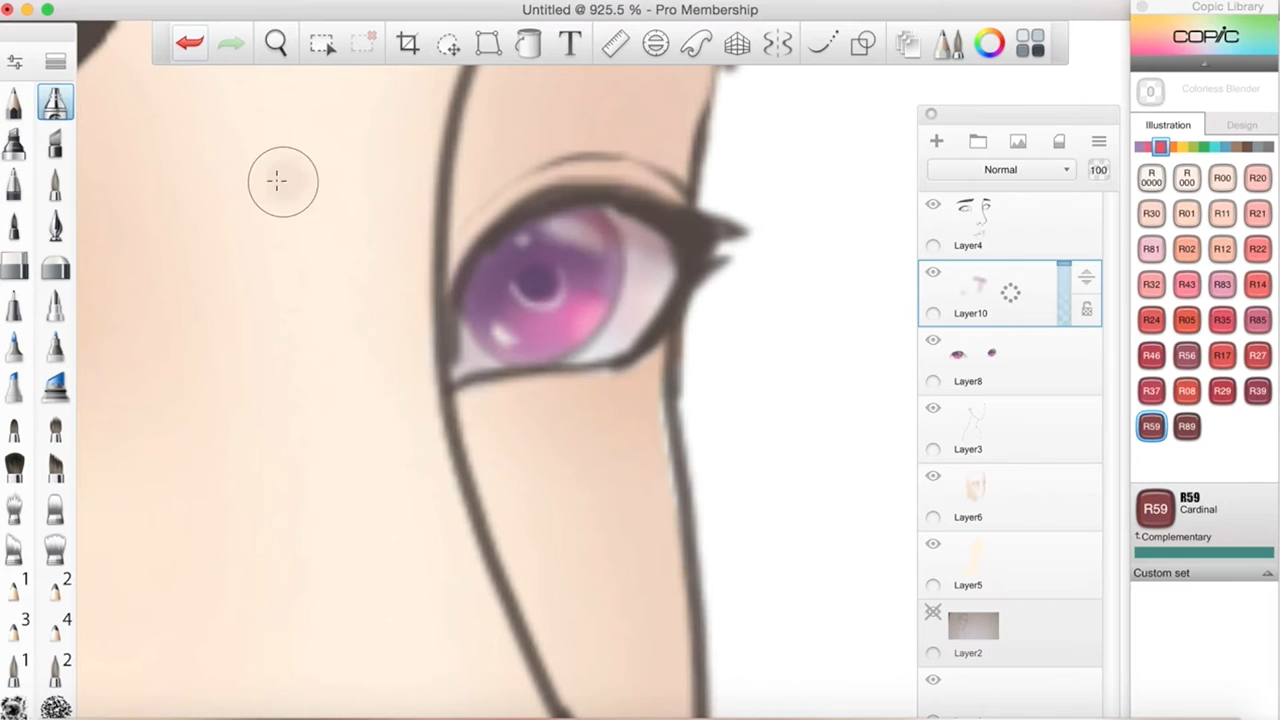 Untitled @ 925.5 % - Pro Membership
Copic Library
COPIC
0 Colorless Blender
Illustration Design
T
Normal 100
R0000 R000 R00 R20
R30 R01 R11 R21
R81 R02 R12 R22
R32 R43 R83 R14
R24 R05 R35 R85
R46 R56 R17 R27
R37 R08 R29 R39
R59 R89
Layer4
Layer10
Layer8
Layer3
Layer6
Layer5
Layer2
R59 R59
Cardinal
Complementary
Custom set
1 2
3 4
1 2